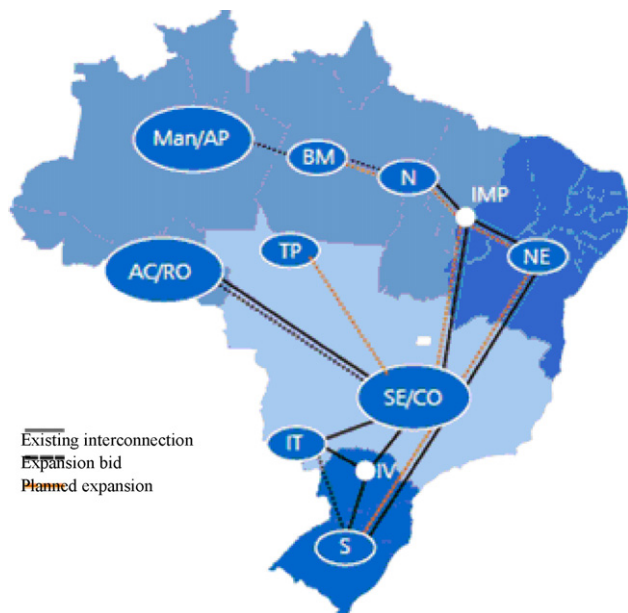 Man/AP
BM
N
IMP
TP
NE
AC/RO
SE/CO
IT
IV
S
Existing interconnection
Expansion bid
Planned expansion